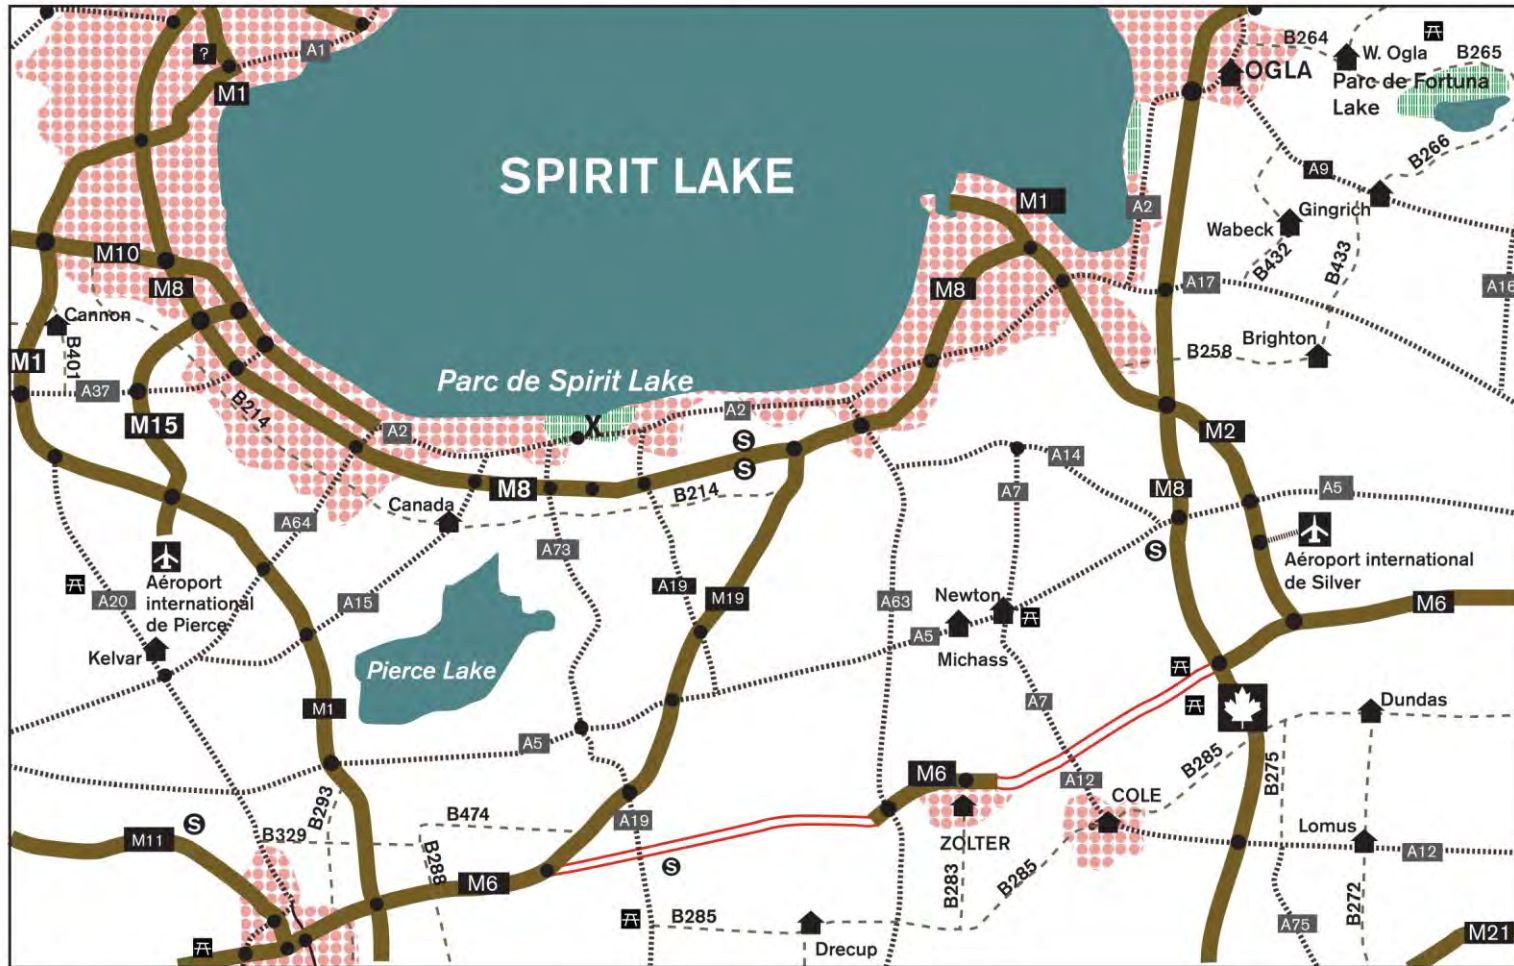 A1
?
M1
B264
W. Ogla
B265
OGLA
Parc de Fortuna
Lake
B266
SPIRIT LAKE
A9
M1
A2
Gingrich
Wabeck
M10
B432
B433
M8
M8
A17
A16
Cannon
M1
B401
B258
Brighton
Parc de Spirit Lake
A37
B214
M15
A2
X
A2
M2
S
S
A14
M8
B214
A7
M8
A5
Canada
A64
A73
S
Aéroport international
de Silver
Aéroport
international
de Pierce
A20
A15
A19
M19
A63
Newton
M6
A5
Michass
Kelvar
Pierce Lake
M1
A7
Dundas
A5
B285
B275
M6
A12
COLE
B293
B474
A19
B329
M11
S
ZOLTER
Lomus
A12
B288
M6
S
B283
B285
B272
B285
A75
M21
Drecup